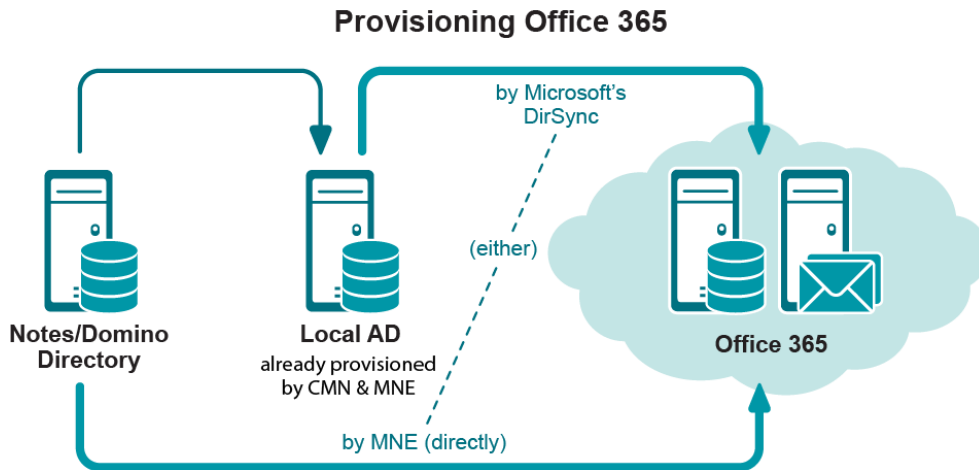 Provisioning Office 365
by Microsoft's
DirSync
(either)
Notes/Domino
Directory
Local AD
already provisioned
by CMN & MNE
Office 365
by MNE (directly)